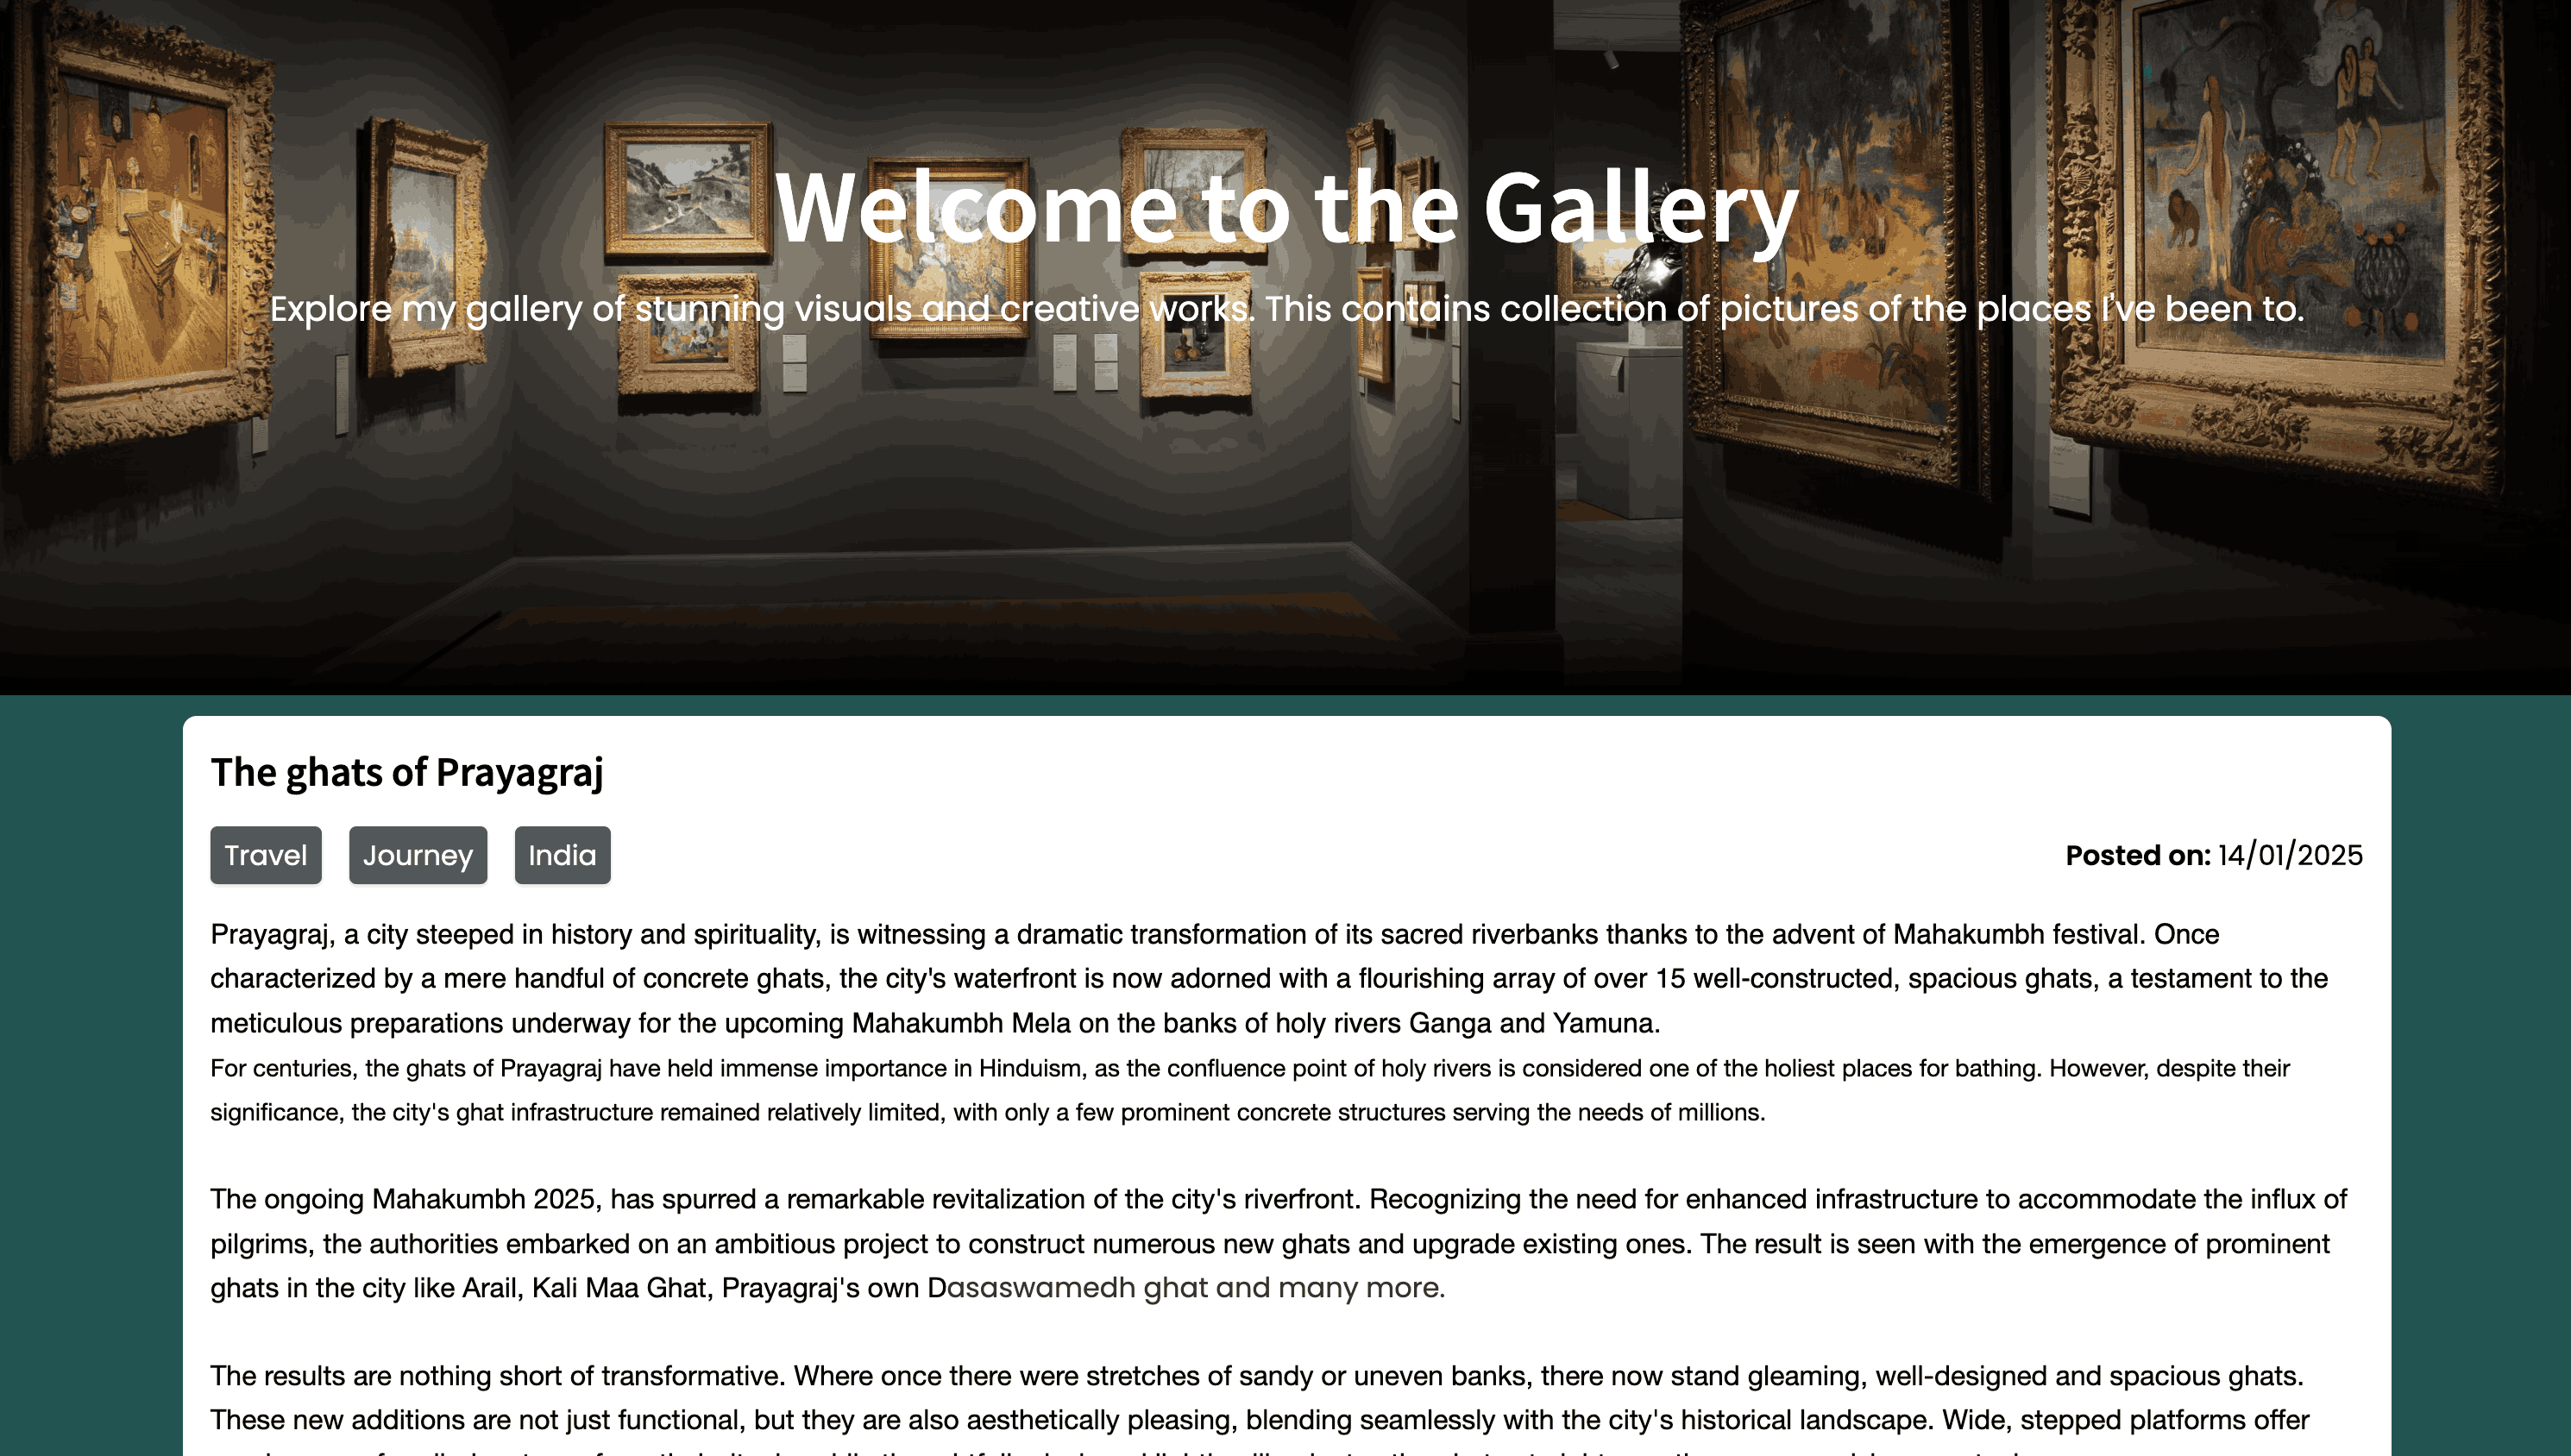 Welcome to the Gallery
Explore my gallery of stunning visuals and creative works. This contains collection of pictures of the places I've been to.
The ghats of Prayagraj
Travel Journey India Posted on: 14/01/2025
Prayagraj, a city steeped in history and spirituality, is witnessing a dramatic transformation of its sacred riverbanks thanks to the advent of Mahakumbh festival. Once
characterized by a mere handful of concrete ghats, the city's waterfront is now adorned with a flourishing array of over 15 well-constructed, spacious ghats, a testament to the
meticulous preparations underway for the upcoming Mahakumbh Mela on the banks of holy rivers Ganga and Yamuna.
For centuries, the ghats of Prayagraj have held immense importance in Hinduism, as the confluence point of holy rivers is considered one of the holiest places for bathing. However, despite their
significance, the city's ghat infrastructure remained relatively limited, with only a few prominent concrete structures serving the needs of millions.
The ongoing Mahakumbh 2025, has spurred a remarkable revitalization of the city's riverfront. Recognizing the need for enhanced infrastructure to accommodate the influx of
pilgrims, the authorities embarked on an ambitious project to construct numerous new ghats and upgrade existing ones. The result is seen with the emergence of prominent
ghats in the city like Arail, Kali Maa Ghat, Prayagraj's own Dasaswamedh ghat and many more.
The results are nothing short of transformative. Where once there were stretches of sandy or uneven banks, there now stand gleaming, well-designed and spacious ghats.
These new additions are not just functional, but they are also aesthetically pleasing, blending seamlessly with the city's historical landscape. Wide, stepped platforms offer